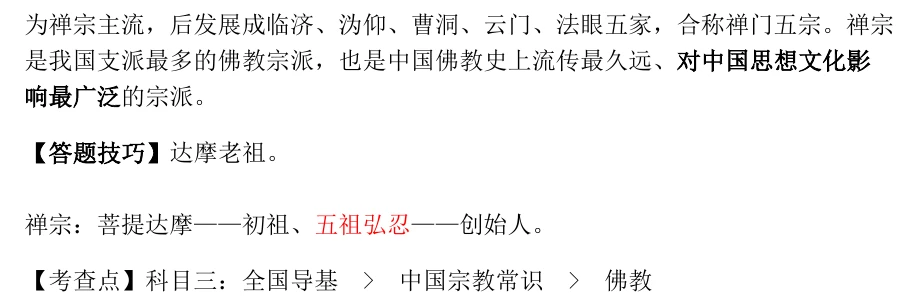 为禅宗主流，后发展成临济、沩仰、曹洞、云门、法眼五家，合称禅门五宗。禅宗
是我国支派最多的佛教宗派，也是中国佛教史上流传最久远、对中国思想文化影
响最广泛的宗派。
【答题技巧】达摩老祖。
禅宗：菩提达摩——初祖、五祖弘忍——创始人。
【考查点】科目三：全国导基 > 中国宗教常识 > 佛教